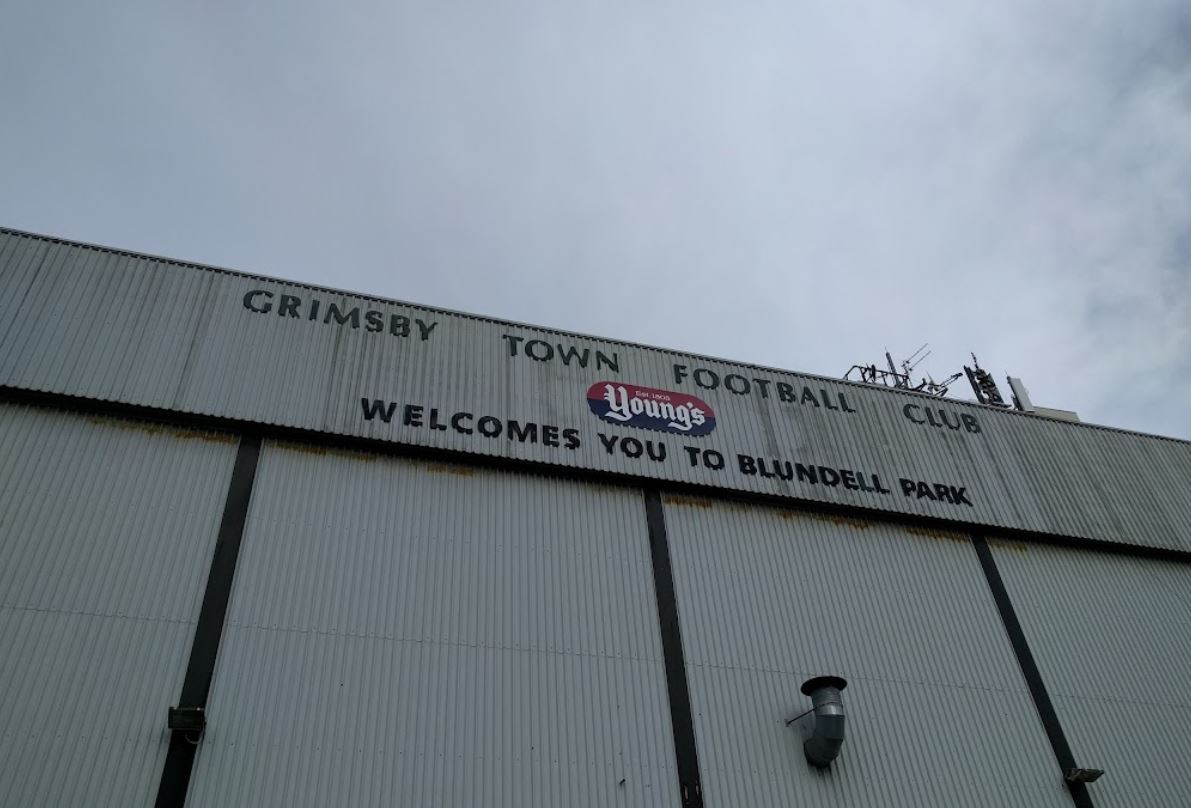 GRIMSBY TOWN FOOTBALL CLUB
Est. 1805
Young's
WELCOMES YOU TO BLUNDELL PARK